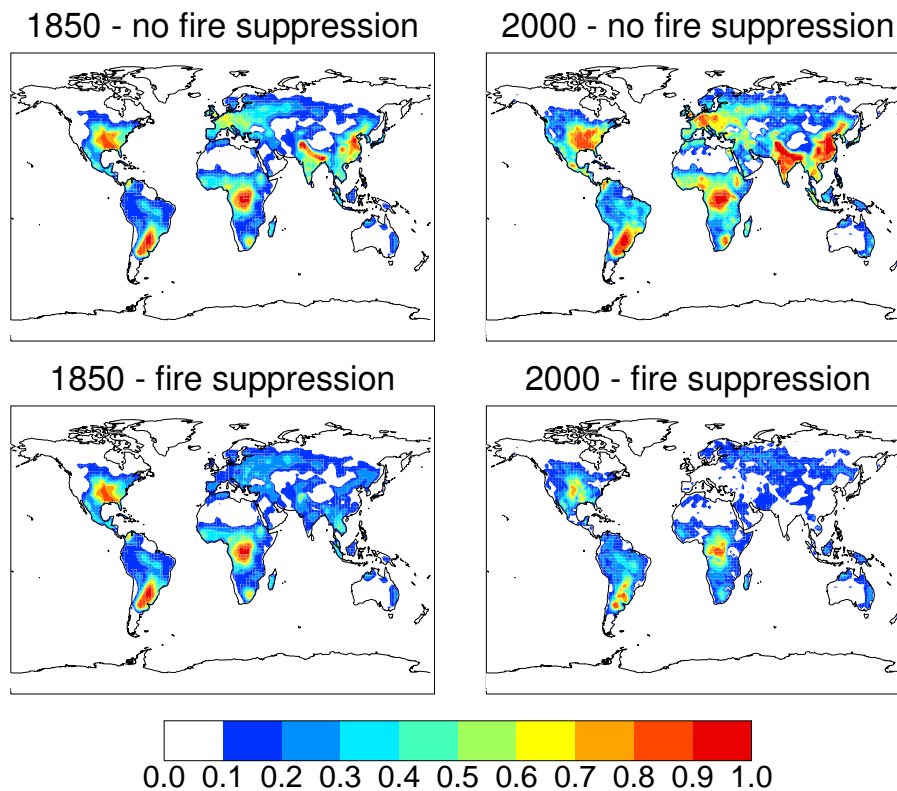 1850 - no fire suppression
2000 - no fire suppression
1850 - fire suppression
2000 - fire suppression
0.0 0.1 0.2 0.3 0.4 0.5 0.6 0.7 0.8 0.9 1.0